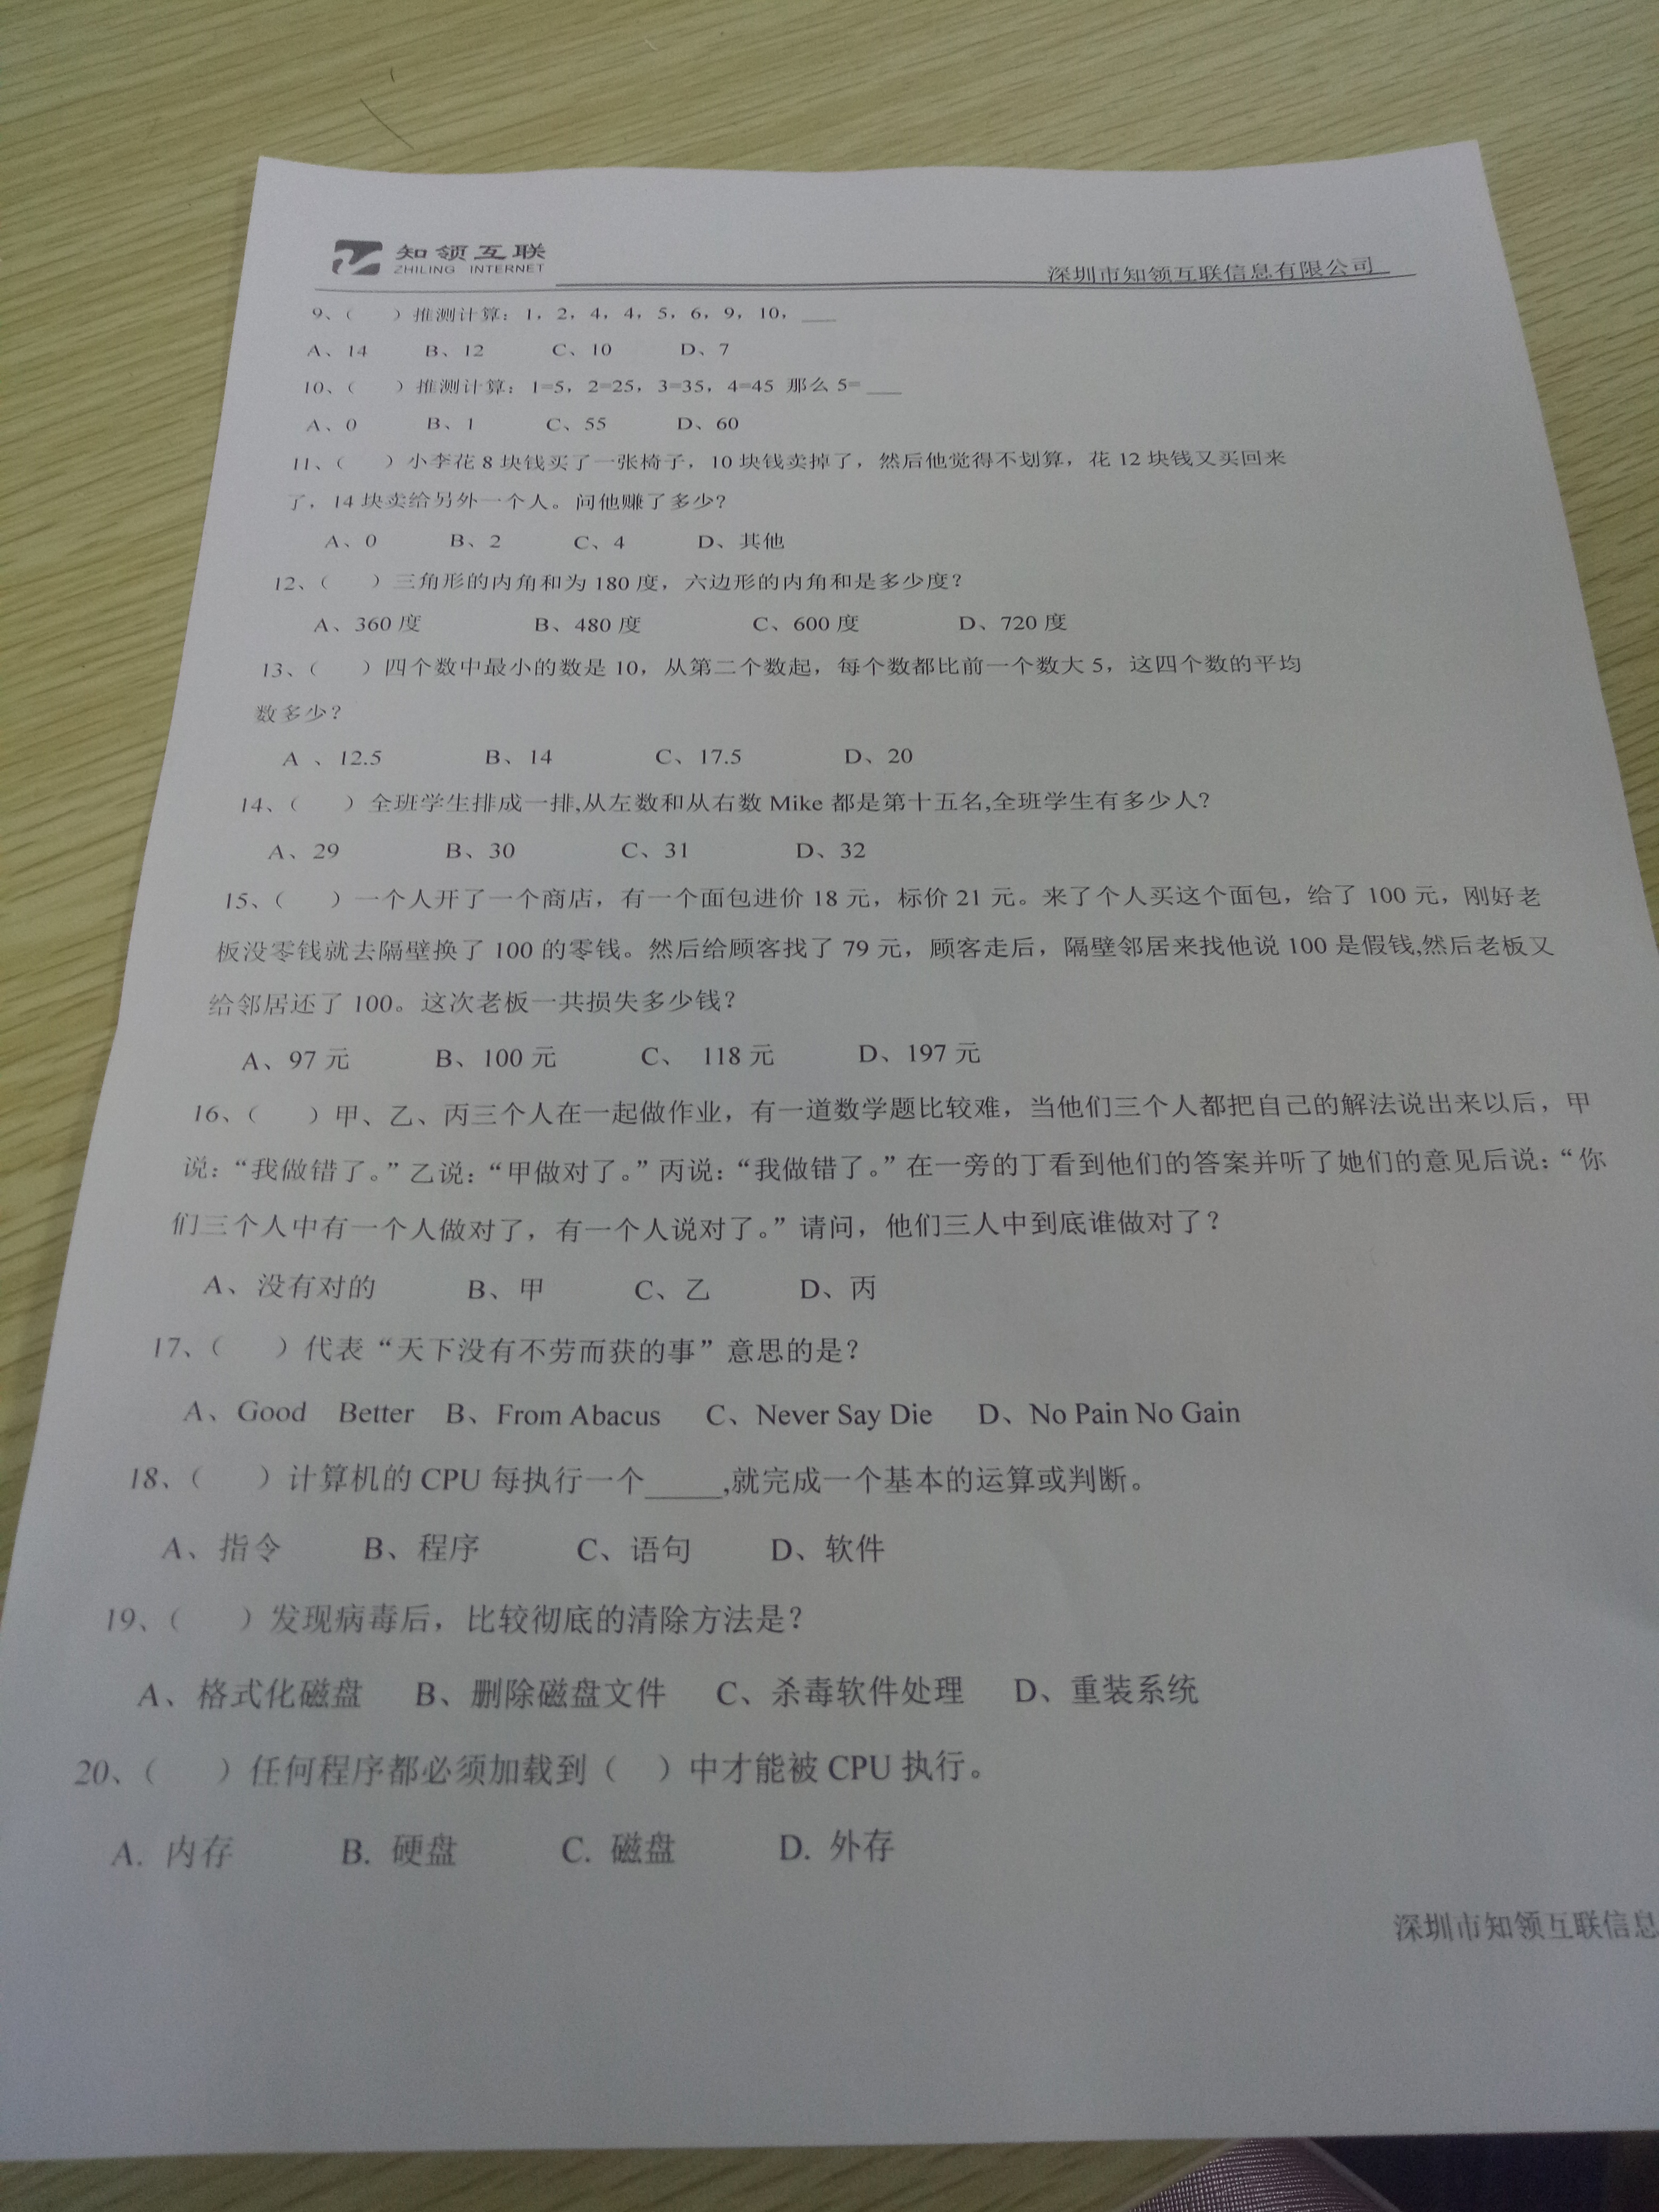 知领互联
ZHILING INTERNET
深圳市知领互联信息有限公司
9、（ ）推测计算：1，2，4，4，5，6，9，10，___
A、14 B、12 C、10 D、7
10、（ ）推测计算：1=5，2=25，3=35，4=45 那么 5=___
A、0 B、1 C、55 D、60
11、（ ）小李花 8 块钱买了一张椅子，10 块钱卖掉了，然后他觉得不划算，花 12 块钱又买回来
了，14 块卖给另外一个人。问他赚了多少？
A、0 B、2 C、4 D、其他
12、（ ）三角形的内角和为 180 度，六边形的内角和是多少度？
A、360 度 B、480 度 C、600 度 D、720 度
13、（ ）四个数中最小的数是 10，从第二个数起，每个数都比前一个数大 5，这四个数的平均
数多少？
A 、12.5 B、14 C、17.5 D、20
14、（ ）全班学生排成一排,从左数和从右数 Mike 都是第十五名,全班学生有多少人?
A、29 B、30 C、31 D、32
15、（ ）一个人开了一个商店，有一个面包进价 18 元，标价 21 元。来了个人买这个面包，给了 100 元，刚好老
板没零钱就去隔壁换了 100 的零钱。然后给顾客找了 79 元，顾客走后，隔壁邻居来找他说 100 是假钱,然后老板又
给邻居还了 100。这次老板一共损失多少钱？
A、97 元 B、100 元 C、 118 元 D、197 元
16、（ ）甲、乙、丙三个人在一起做作业，有一道数学题比较难，当他们三个人都把自己的解法说出来以后，甲
说：“我做错了。”乙说：“甲做对了。”丙说：“我做错了。”在一旁的丁看到他们的答案并听了她们的意见后说：“你
们三个人中有一个人做对了，有一个人说对了。”请问，他们三人中到底谁做对了？
A、没有对的 B、甲 C、乙 D、丙
17、（ ）代表“天下没有不劳而获的事”意思的是？
A、Good Better B、From Abacus C、Never Say Die D、No Pain No Gain
18、（ ）计算机的 CPU 每执行一个_____,就完成一个基本的运算或判断。
A、指令 B、程序 C、语句 D、软件
19、（ ）发现病毒后，比较彻底的清除方法是？
A、格式化磁盘 B、删除磁盘文件 C、杀毒软件处理 D、重装系统
20、（ ）任何程序都必须加载到（ ）中才能被 CPU 执行。
A. 内存 B. 硬盘 C. 磁盘 D. 外存
深圳市知领互联信息